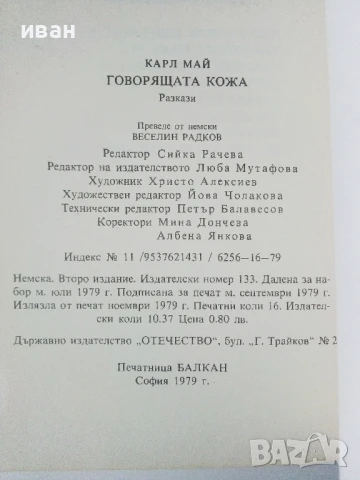 иван
КАРЛ МАЙ
ГОВОРЯЩАТА КОЖА
Разкази
Преведе от немски
ВЕСЕЛИН РАДКОВ
Редактор Сийка Рачева
Редактор на издателството Люба Мутафова
Художник Христо Алексиев
Художествен редактор Йова Чолакова
Технически редактор Петър Балавесов
Коректори Мина Дончева
Албена Янкова
Индекс № 11 /9537621431 / 6256—16—79
Немска. Второ издание. Издателски номер 133. Дадена за на-
бор м. юли 1979 г. Подписана за печат м. септември 1979 г.
Излязла от печат ноември 1979 г. Печатни коли 16. Издател-
ски коли 10.37 Цена 0.80 лв.
Държавно издателство „ОТЕЧЕСТВО“, бул. „Г. Трайков“ № 2
Печатница БАЛКАН
София 1979 г.
bazar